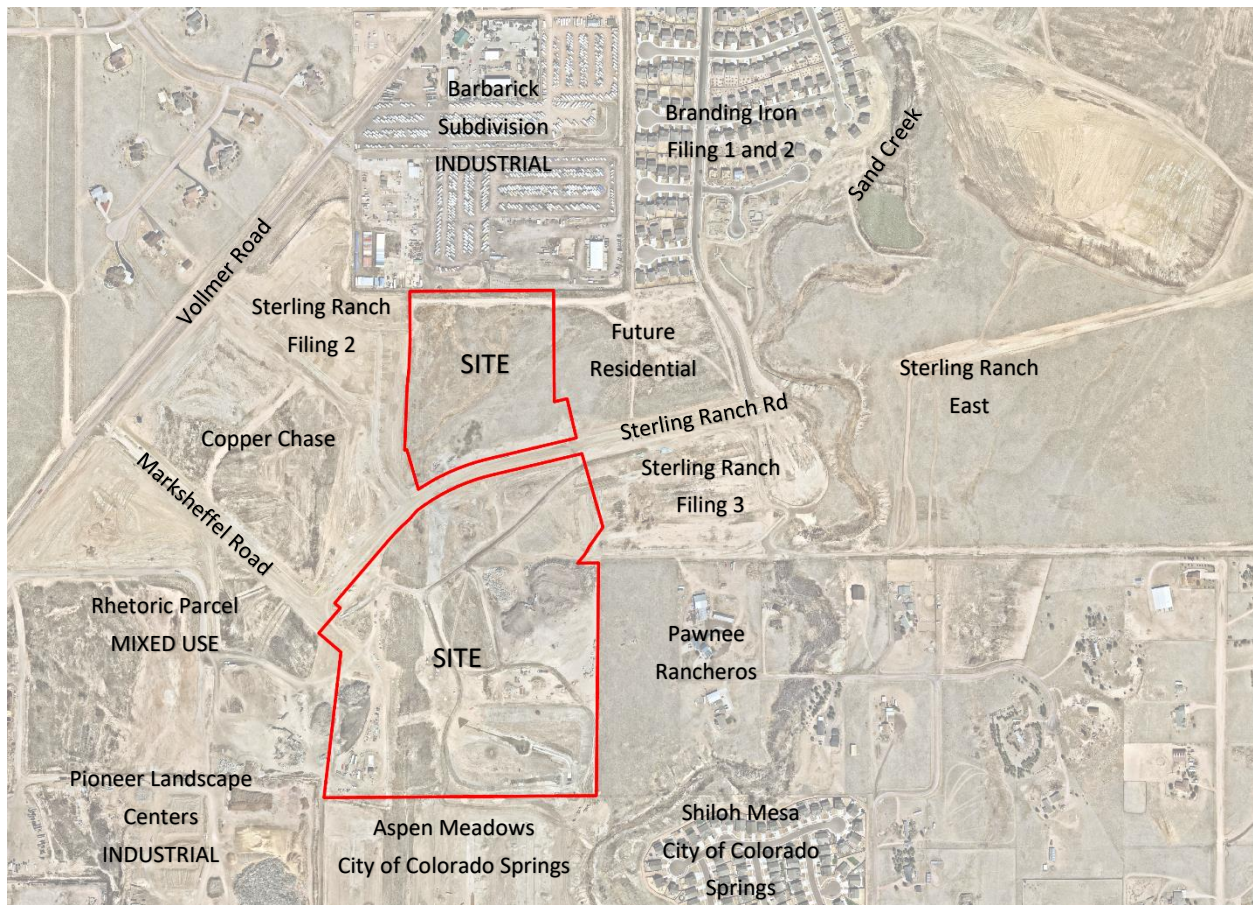 Barbarick
Subdivision
INDUSTRIAL
Branding Iron
Filing 1 and 2
Sand Creek
Vollmer Road
Sterling Ranch
Filing 2
SITE
Future
Residential
Sterling Ranch Rd
Sterling Ranch
East
Copper Chase
Marksheffel Road
Sterling Ranch
Filing 3
Rhetoric Parcel
MIXED USE
SITE
Pawnee
Rancheros
Pioneer Landscape
Centers
INDUSTRIAL
Aspen Meadows
City of Colorado Springs
Shiloh Mesa
City of Colorado
Springs